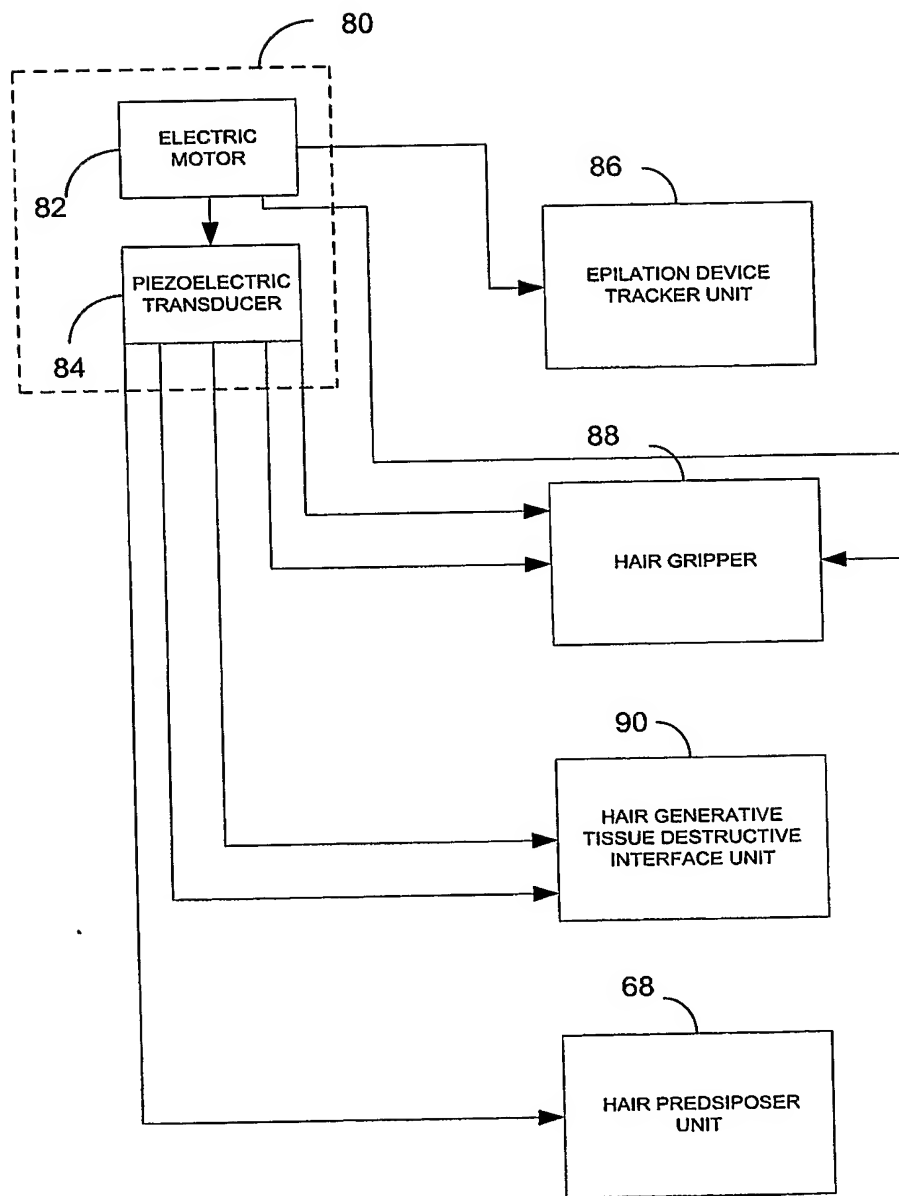 80
ELECTRIC
MOTOR
82
86
EPILATION DEVICE
TRACKER UNIT
PIEZOELECTRIC
TRANSDUCER
84
88
HAIR GRIPPER
90
HAIR GENERATIVE
TISSUE DESTRUCTIVE
INTERFACE UNIT
68
HAIR PREDSIPOSER
UNIT